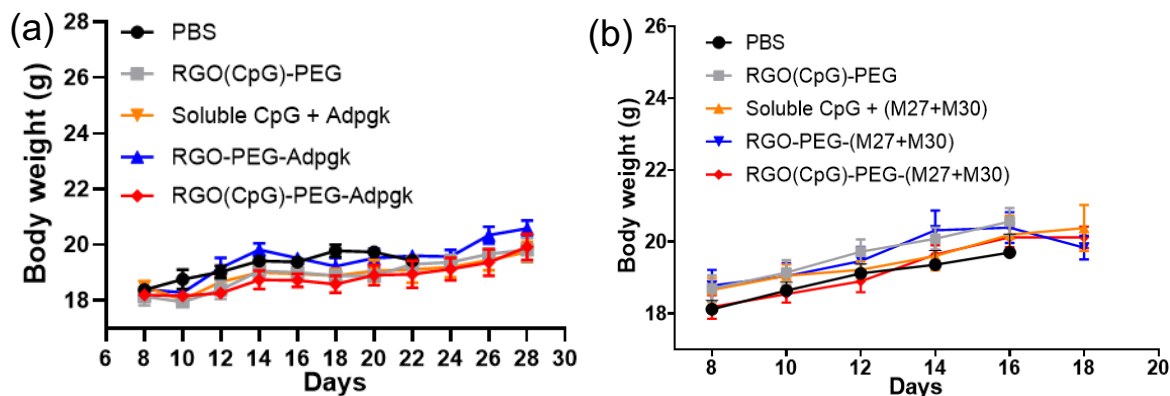 (a)
Body weight (g)
28
26
24
22
20
18
PBS
RGO(CpG)-PEG
Soluble CpG + Adpgk
RGO-PEG-Adpgk
RGO(CpG)-PEG-Adpgk
6 8 10 12 14 16 18 20 22 24 26 28 30
Days
(b)
Body weight (g)
26
24
22
20
18
PBS
RGO(CpG)-PEG
Soluble CpG + (M27+M30)
RGO-PEG-(M27+M30)
RGO(CpG)-PEG-(M27+M30)
8 10 12 14 16 18 20
Days